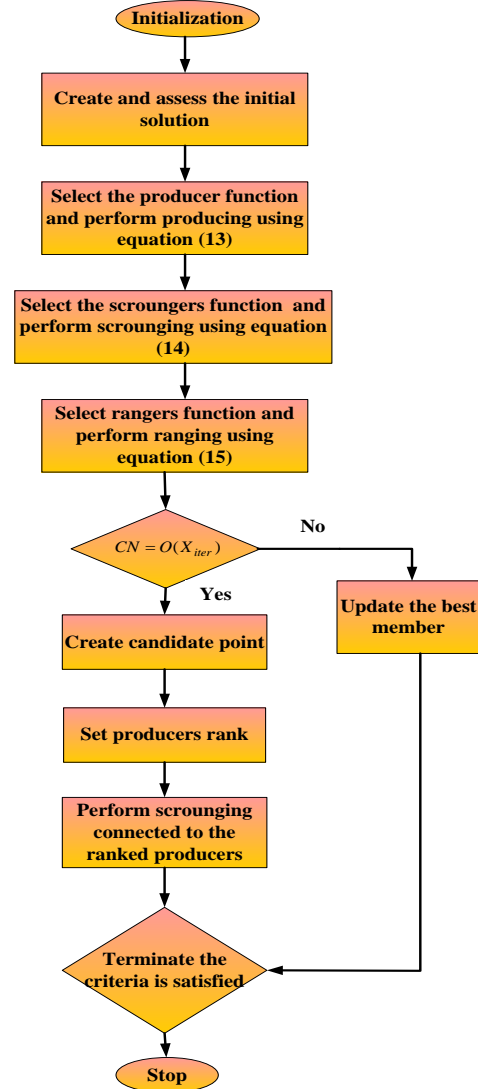 Initialization
Create and assess the initial
solution
Select the producer function
and perform producing using
equation (13)
Select the scroungers function and
perform scrounging using equation
(14)
Select rangers function and
perform ranging using
equation (15)
CN = O(X_iter)
No
Yes
Update the best
member
Create candidate point
Set producers rank
Perform scrounging
connected to the
ranked producers
Terminate the
criteria is satisfied
Stop